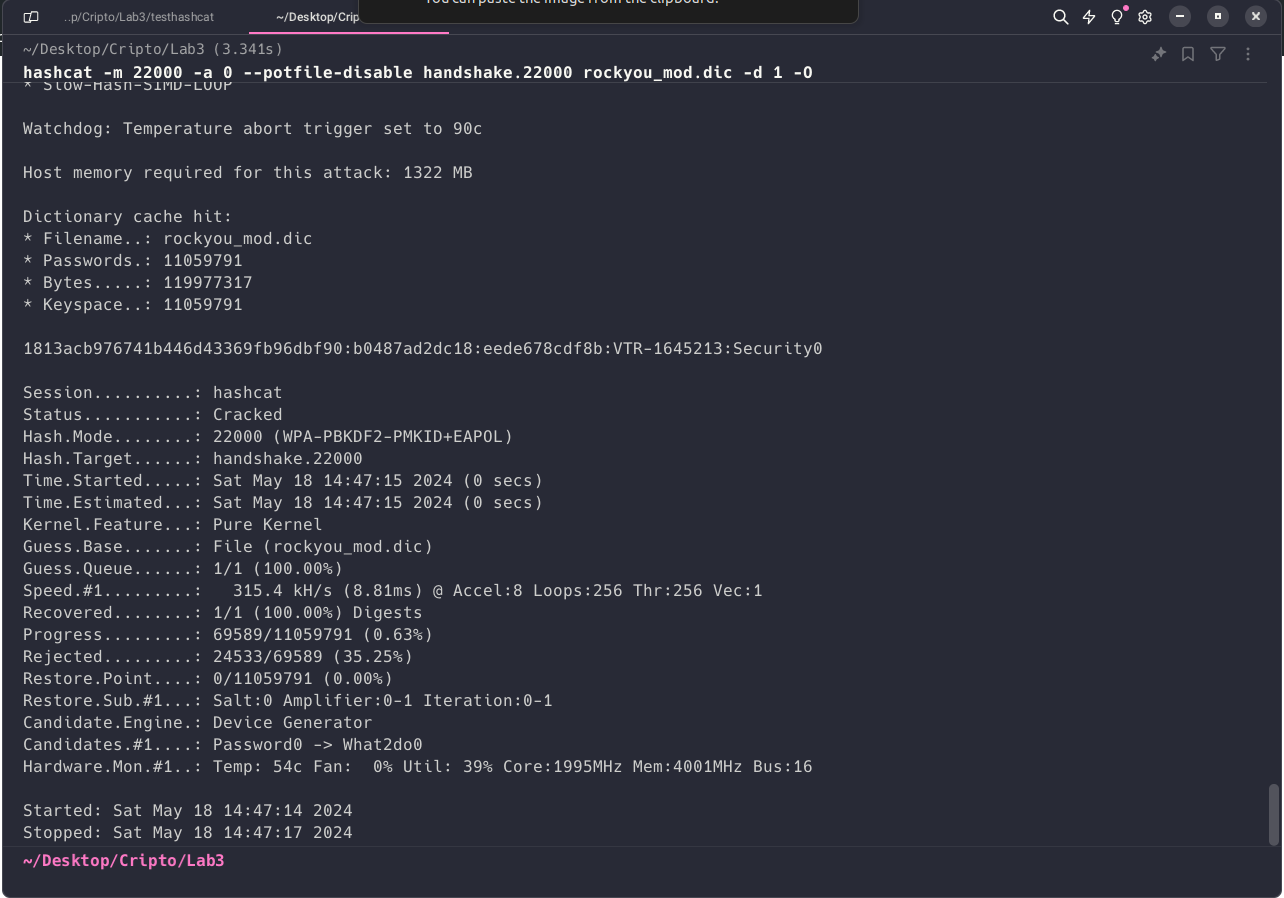 You can paste the image from the clipboard.
..p/Cripto/Lab3/testhashcat
~/Desktop/Crip
~/Desktop/Cripto/Lab3 (3.341s)
hashcat -m 22000 -a 0 --potfile-disable handshake.22000 rockyou_mod.dic -d 1 -O
* Slow-Hash-SIMD-LOOP
Watchdog: Temperature abort trigger set to 90c
Host memory required for this attack: 1322 MB
Dictionary cache hit:
* Filename..: rockyou_mod.dic
* Passwords.: 11059791
* Bytes.....: 119977317
* Keyspace..: 11059791
1813acb976741b446d43369fb96dbf90:b0487ad2dc18:eede678cdf8b:VTR-1645213:Security0
Session..........: hashcat
Status...........: Cracked
Hash.Mode........: 22000 (WPA-PBKDF2-PMKID+EAPOL)
Hash.Target......: handshake.22000
Time.Started.....: Sat May 18 14:47:15 2024 (0 secs)
Time.Estimated...: Sat May 18 14:47:15 2024 (0 secs)
Kernel.Feature...: Pure Kernel
Guess.Base.......: File (rockyou_mod.dic)
Guess.Queue......: 1/1 (100.00%)
Speed.#1.........:   315.4 kH/s (8.81ms) @ Accel:8 Loops:256 Thr:256 Vec:1
Recovered........: 1/1 (100.00%) Digests
Progress.........: 69589/11059791 (0.63%)
Rejected.........: 24533/69589 (35.25%)
Restore.Point....: 0/11059791 (0.00%)
Restore.Sub.#1...: Salt:0 Amplifier:0-1 Iteration:0-1
Candidate.Engine.: Device Generator
Candidates.#1....: Password0 -> What2do0
Hardware.Mon.#1..: Temp: 54c Fan:  0% Util: 39% Core:1995MHz Mem:4001MHz Bus:16
Started: Sat May 18 14:47:14 2024
Stopped: Sat May 18 14:47:17 2024
~/Desktop/Cripto/Lab3